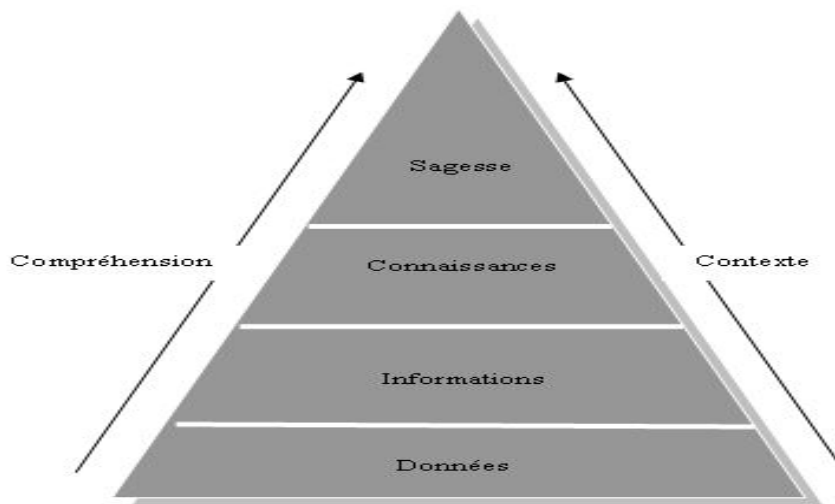 Sagesse
Compréhension
Connaissances
Contexte
Informations
Données